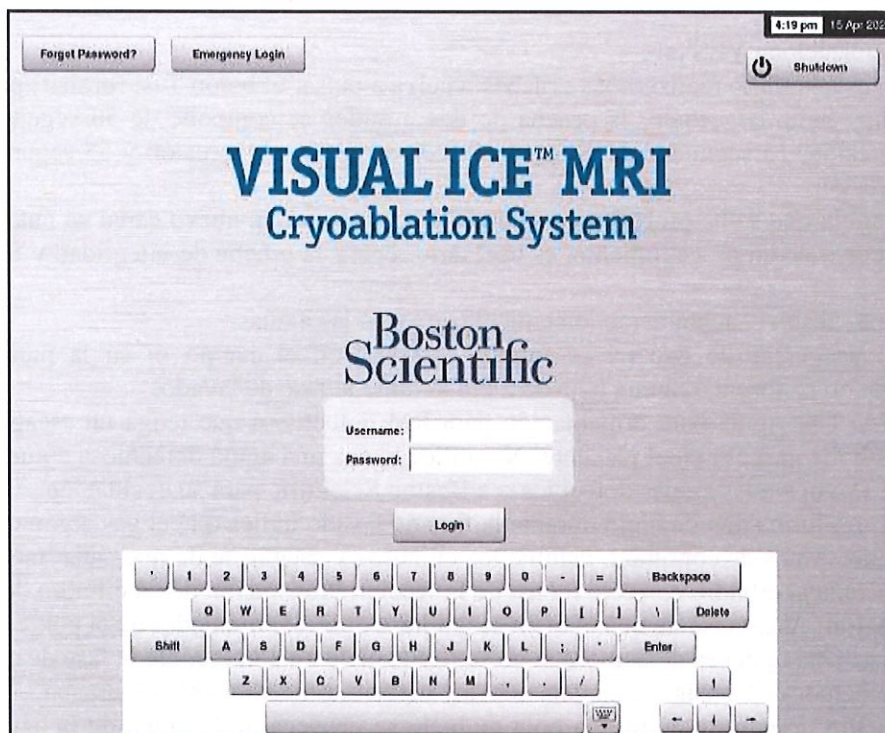 4:19 pm 15 Apr 202
Forgot Password?
Emergency Login
Shutdown
VISUAL ICE™ MRI
Cryoablation System
Boston
Scientific
Username:
Password:
Login
' 1 2 3 4 5 6 7 8 9 0 - = Backspace
Q W E R T Y U I O P [ ] \ Delete
Shift A S D F G H J K L ; ' Enter
Z X C V B N M , . /